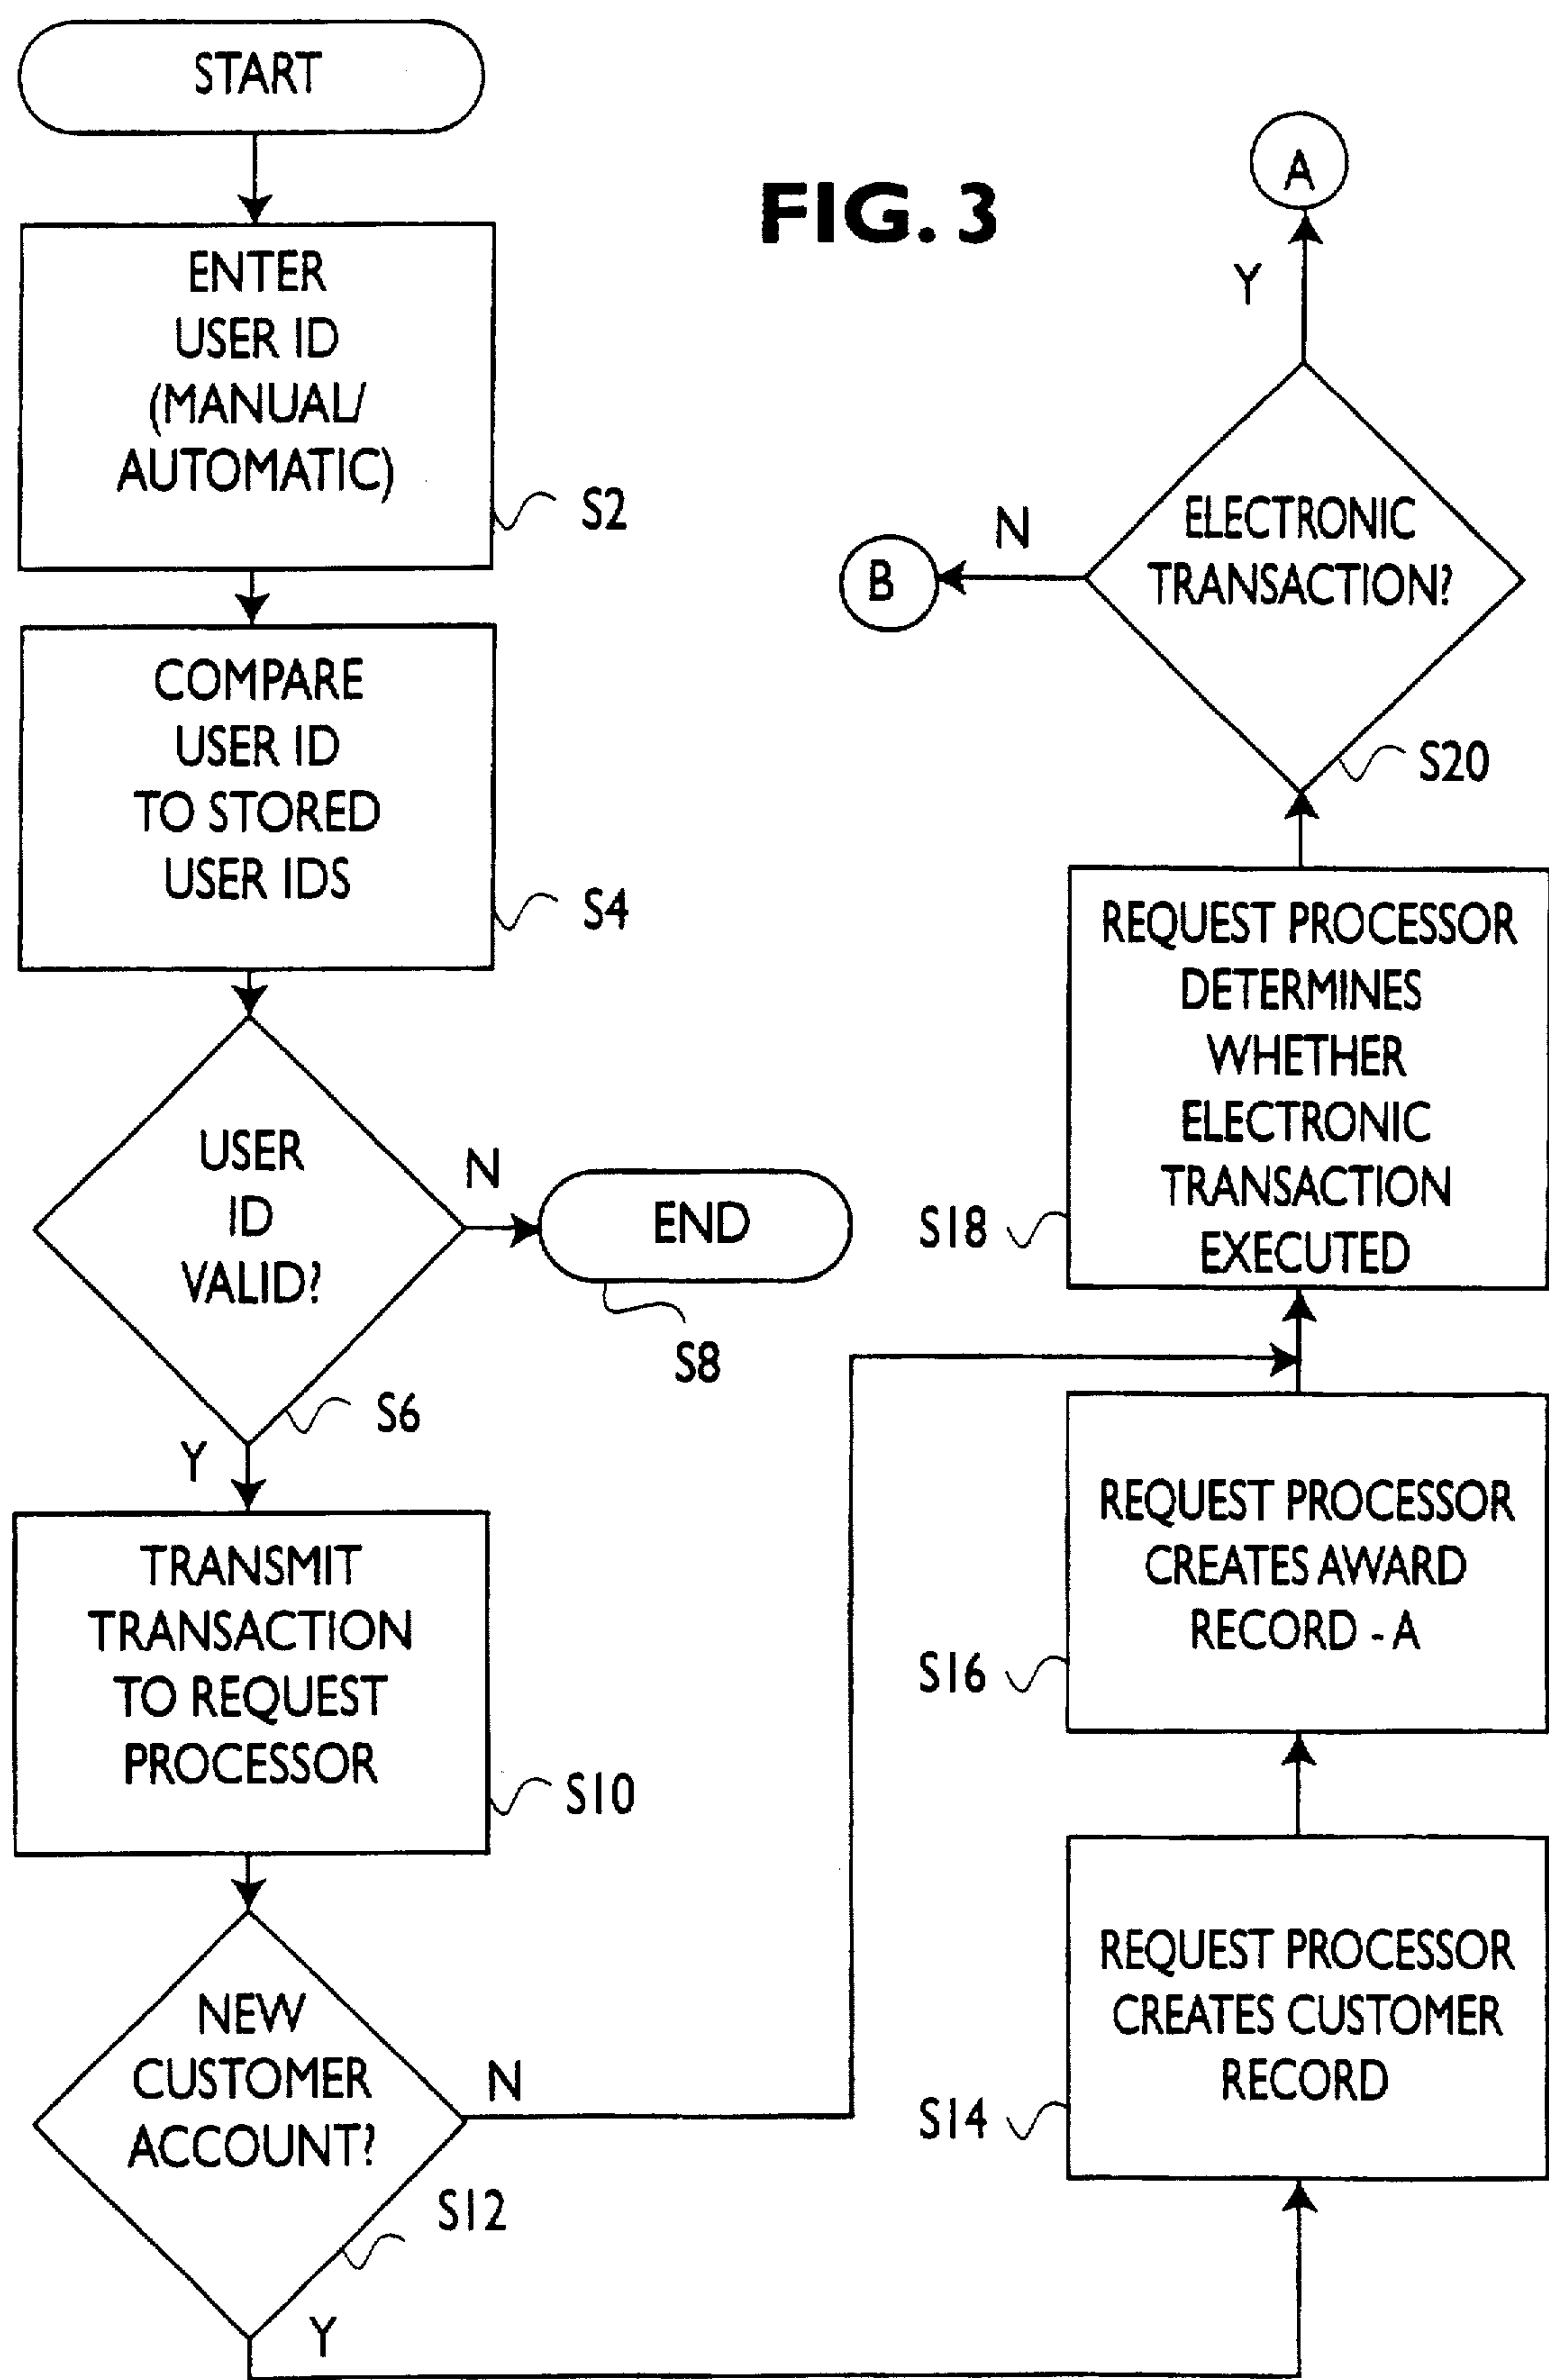 START
FIG. 3
ENTER
USER ID
(MANUAL/
AUTOMATIC)
S2
COMPARE
USER ID
TO STORED
USER IDS
S4
USER
ID
VALID?
N
END
S8
S6
Y
TRANSMIT
TRANSACTION
TO REQUEST
PROCESSOR
S10
NEW
CUSTOMER
ACCOUNT?
N
S12
Y
REQUEST PROCESSOR
CREATES CUSTOMER
RECORD
S14
REQUEST PROCESSOR
CREATES AWARD
RECORD - A
S16
REQUEST PROCESSOR
DETERMINES
WHETHER
ELECTRONIC
TRANSACTION
EXECUTED
S18
ELECTRONIC
TRANSACTION?
S20
N
B
Y
A